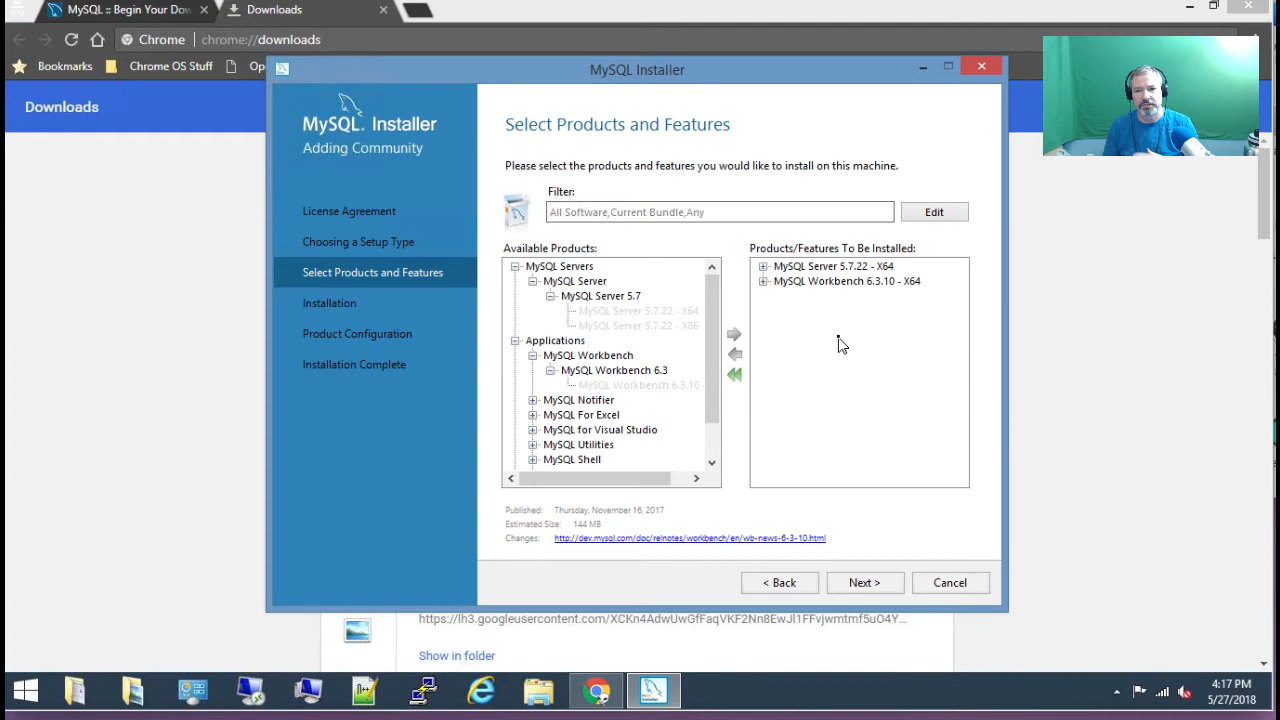 MySQL :: Begin Your Dow
Downloads
Chrome
chrome://downloads
Bookmarks
Chrome OS Stuff
Downloads
MySQL Installer
MySQL. Installer
Adding Community
License Agreement
Choosing a Setup Type
Select Products and Features
Installation
Product Configuration
Installation Complete
Select Products and Features
Please select the products and features you would like to install on this machine.
Filter:
All Software,Current Bundle,Any
Edit
Available Products:
MySQL Servers
MySQL Server
MySQL Server 5.7
MySQL Server 5.7.22 - X64
MySQL Server 5.7.22 - X86
Applications
MySQL Workbench
MySQL Workbench 6.3
MySQL Workbench 6.3.10
MySQL Notifier
MySQL For Excel
MySQL for Visual Studio
MySQL Utilities
MySQL Shell
Products/Features To Be Installed:
MySQL Server 5.7.22 - X64
MySQL Workbench 6.3.10 - X64
Published: Thursday, November 16, 2017
Estimated Size: 144 MB
Changes: http://dev.mysql.com/doc/relnotes/workbench/en/wb-news-6-3-10.html
< Back
Next >
Cancel
Show in folder
4:17 PM
5/27/2018